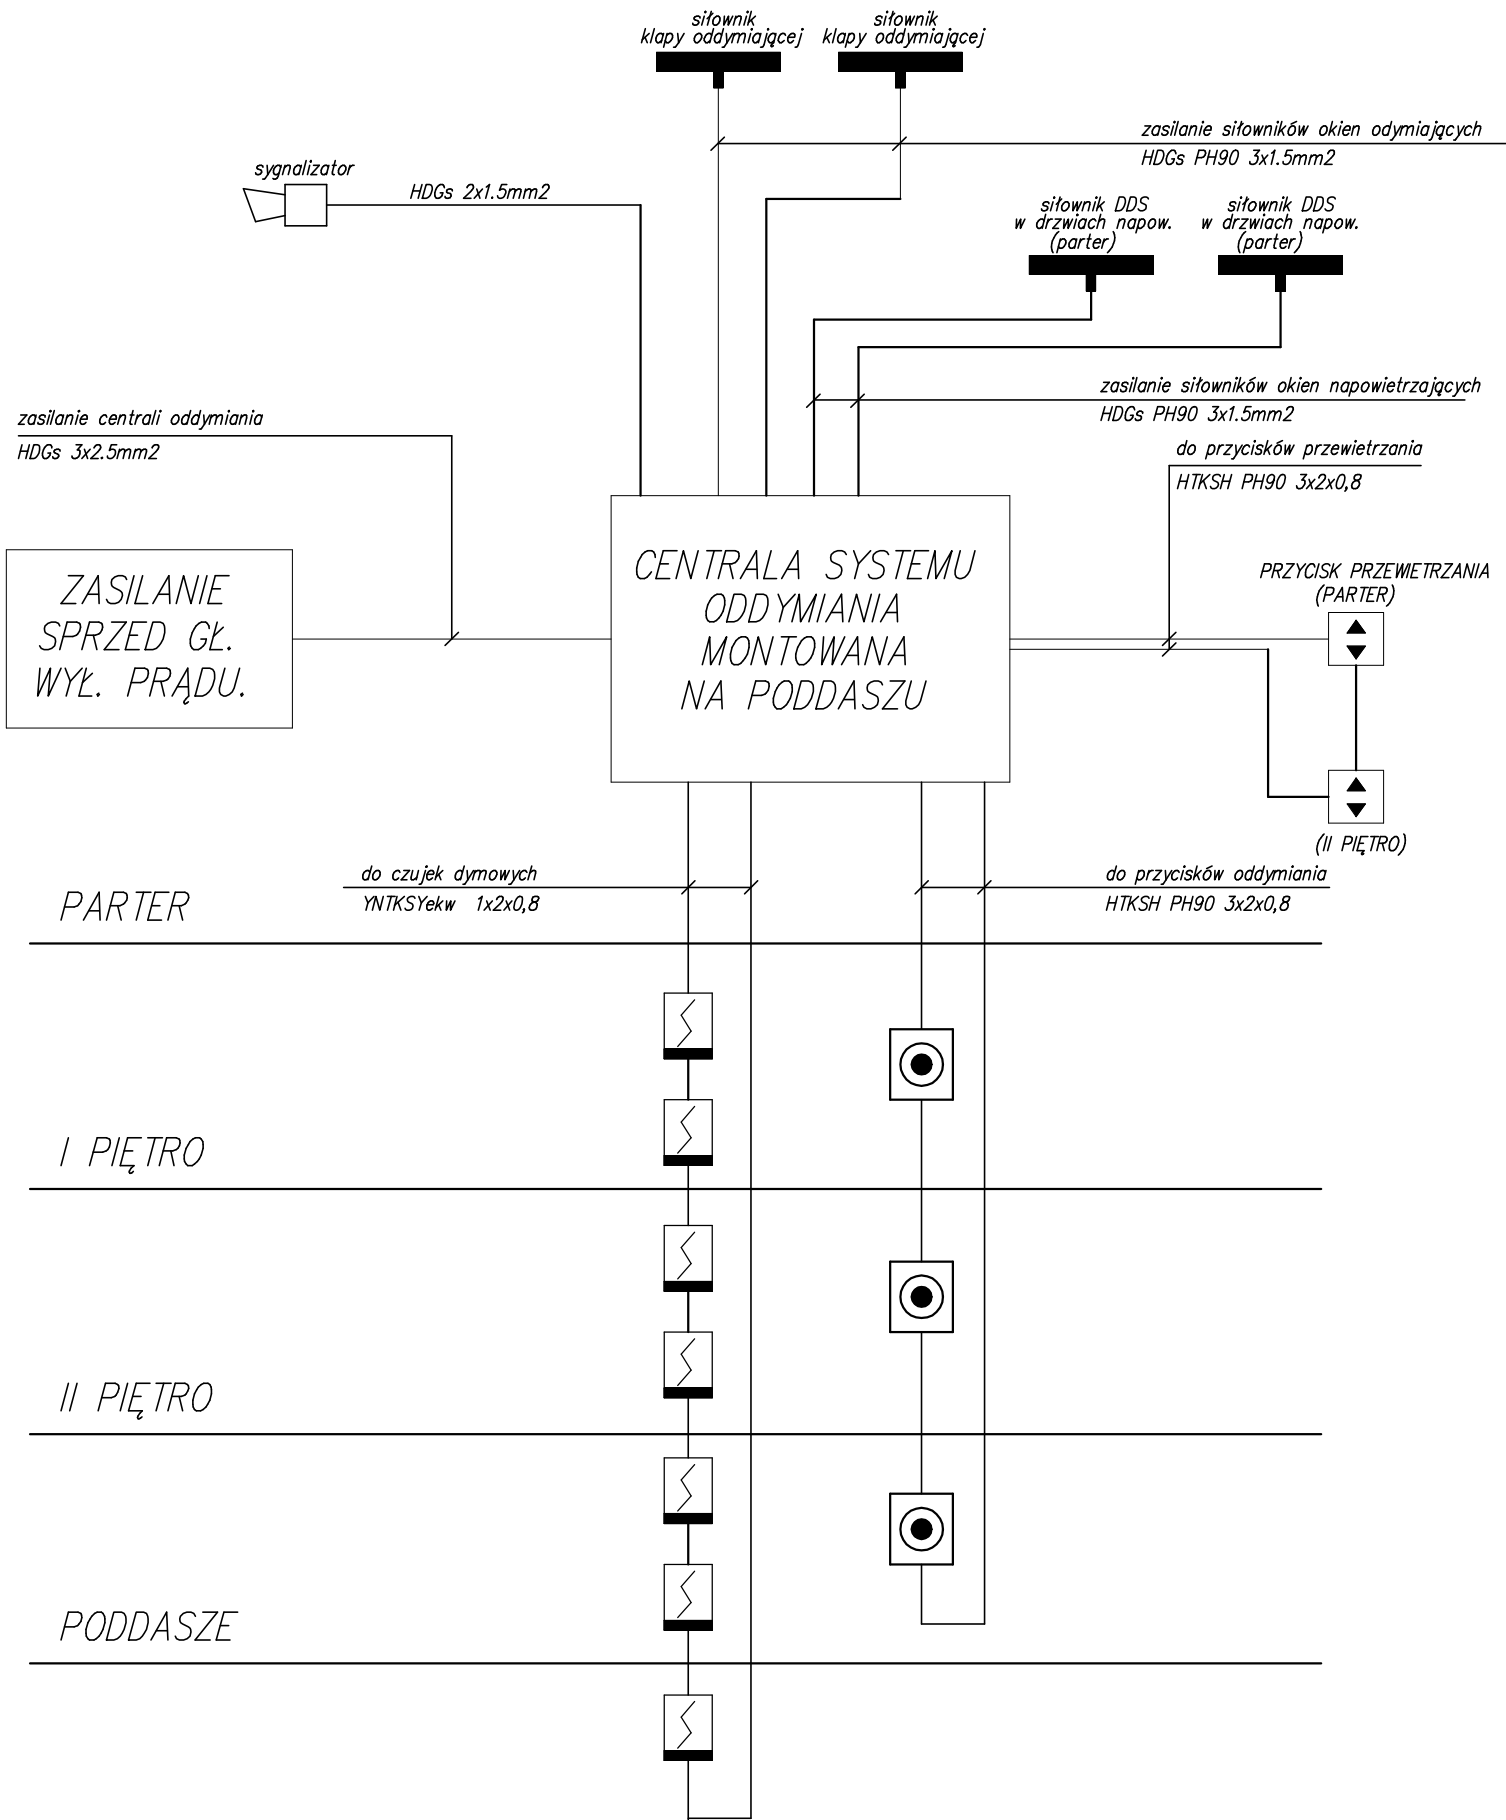 siłownik
klapy oddymiającej
siłownik
klapy oddymiającej
zasilanie siłowników okien odymiających
HDGs PH90 3x1.5mm2
sygnalizator
HDGs 2x1.5mm2
siłownik DDS
w drzwiach napow.
(parter)
siłownik DDS
w drzwiach napow.
(parter)
zasilanie siłowników okien napowietrzających
HDGs PH90 3x1.5mm2
zasilanie centrali oddymiania
HDGs 3x2.5mm2
do przycisków przewietrzania
HTKSH PH90 3x2x0,8
ZASILANIE
SPRZED GŁ.
WYŁ. PRĄDU.
CENTRALA SYSTEMU
ODDYMIANIA
MONTOWANA
NA PODDASZU
PRZYCISK PRZEWIETRZANIA
(PARTER)
(II PIĘTRO)
do czujek dymowych
YNTKSYekw 1x2x0,8
do przycisków oddymiania
HTKSH PH90 3x2x0,8
PARTER
I PIĘTRO
II PIĘTRO
PODDASZE